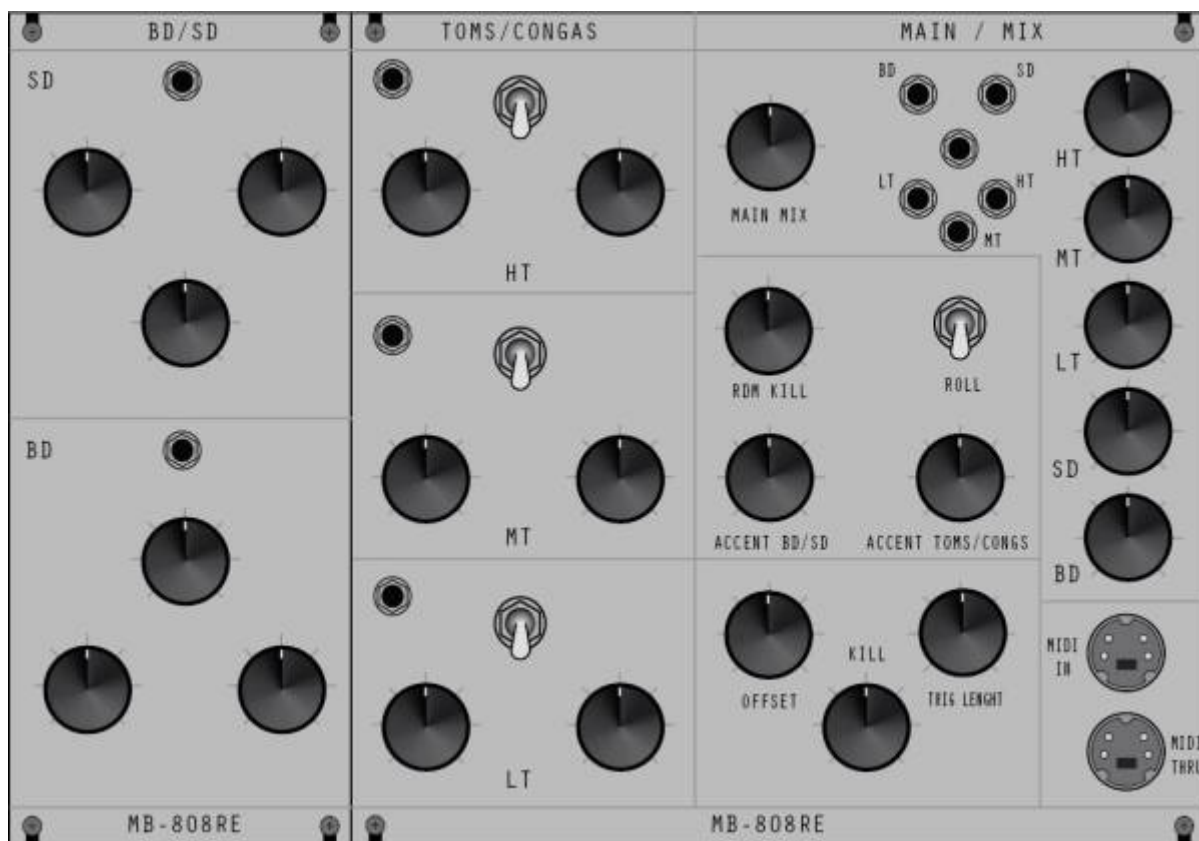 BD/SD
TOMS/CONGAS
MAIN / MIX
SD
BD
SD
HT
LT
HT
MT
MAIN MIX
MT
HT
RDM KILL
ROLL
LT
BD
SD
MT
ACCENT BD/SD
ACCENT TOMS/CONGS
BD
KILL
MIDI
IN
OFFSET
TRIG LENGHT
MIDI
THRU
LT
MB-808RE
MB-808RE